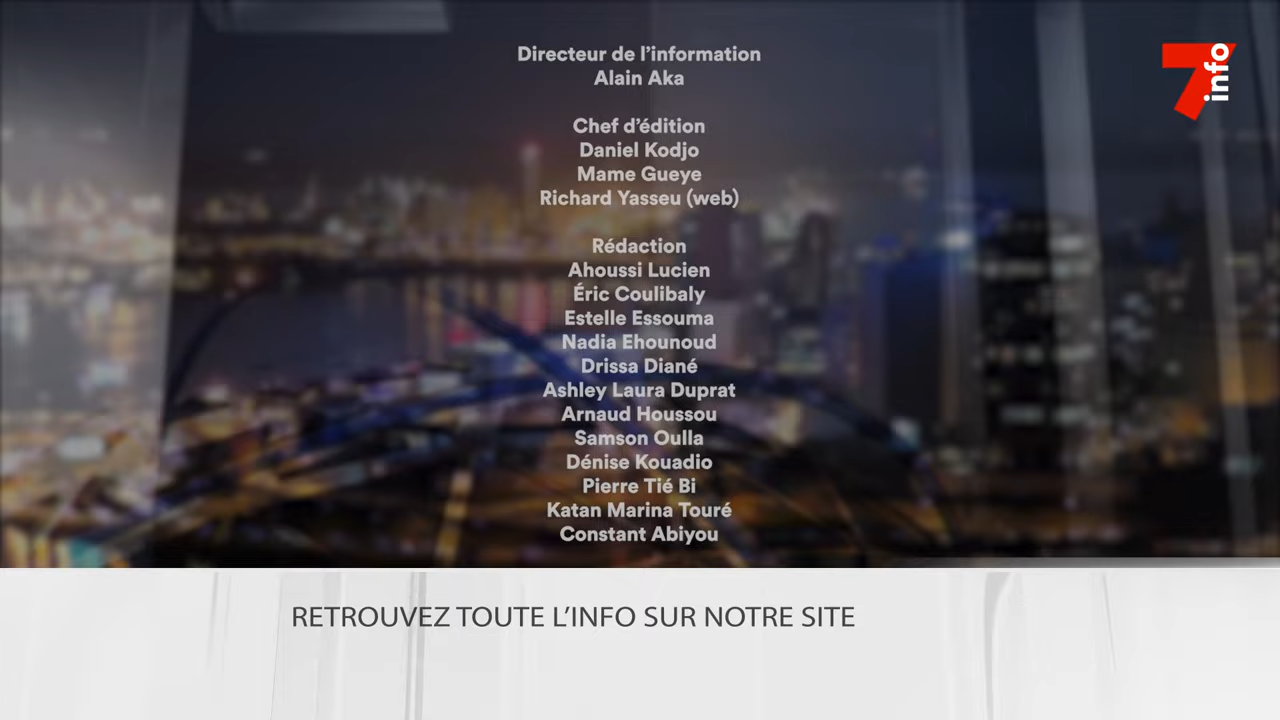 Directeur de l’information
Alain Aka
Chef d’édition
Daniel Kodjo
Mame Gueye
Richard Yasseu (web)
Rédaction
Ahoussi Lucien
Éric Coulibaly
Estelle Essouma
Nadia Ehounoud
Drissa Diané
Ashley Laura Duprat
Arnaud Houssou
Samson Oulla
Dénise Kouadio
Pierre Tié Bi
Katan Marina Touré
Constant Abiyou
7info
RETROUVEZ TOUTE L’INFO SUR NOTRE SITE